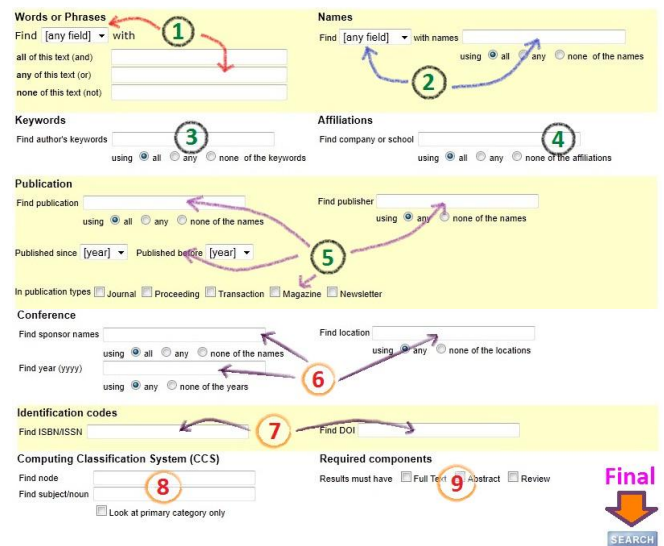 Words or Phrases
Find [any field] with
1
all of this text (and)
any of this text (or)
none of this text (not)
Names
Find [any field] with names
using all any none of the names
2
Keywords
Find author's keywords
3
using all any none of the keywords
Affiliations
Find company or school
4
using all any none of the affiliations
Publication
Find publication
using all any none of the names
Find publisher
using any none of the names
Published since [year] Published before [year]
5
In publication types Journal Proceeding Transaction Magazine Newsletter
Conference
Find sponsor names
using all any none of the names
Find location
using any none of the locations
Find year (yyyy)
6
using any none of the years
Identification codes
Find ISBN/ISSN
7
Find DOI
Computing Classification System (CCS)
Find node
8
Find subject/noun
Look at primary category only
Required components
Results must have Full Text Abstract Review
9
Final
SEARCH